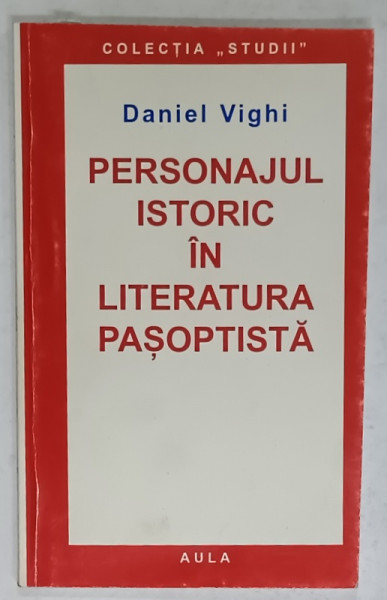 COLECȚIA „STUDII”
Daniel Vighi
PERSONAJUL
ISTORIC
ÎN
LITERATURA
PAȘOPTISTĂ
AULA